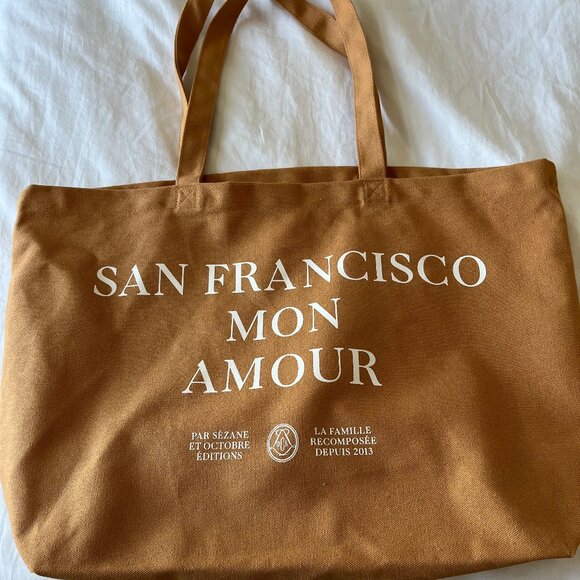 SAN FRANCISCO
MON
AMOUR
PAR SÉZANE
ET OCTOBRE
ÉDITIONS
LA FAMILLE
RECOMPOSÉE
DEPUIS 2013